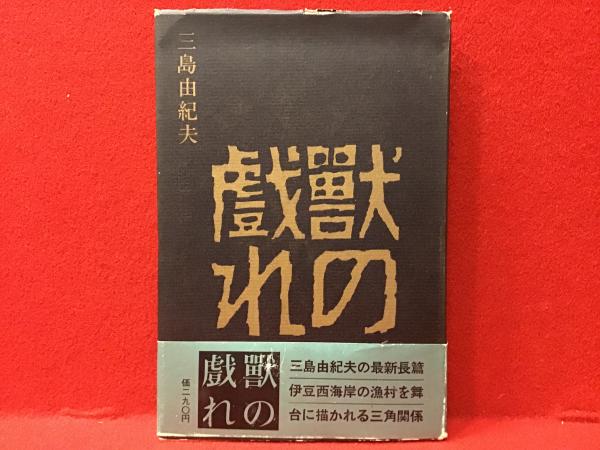 三島由紀夫
獸の
戯れ
獸の
戯れ
三島由紀夫の最新長篇
伊豆西海岸の漁村を舞
台に描かれる三角関係
価二九〇円